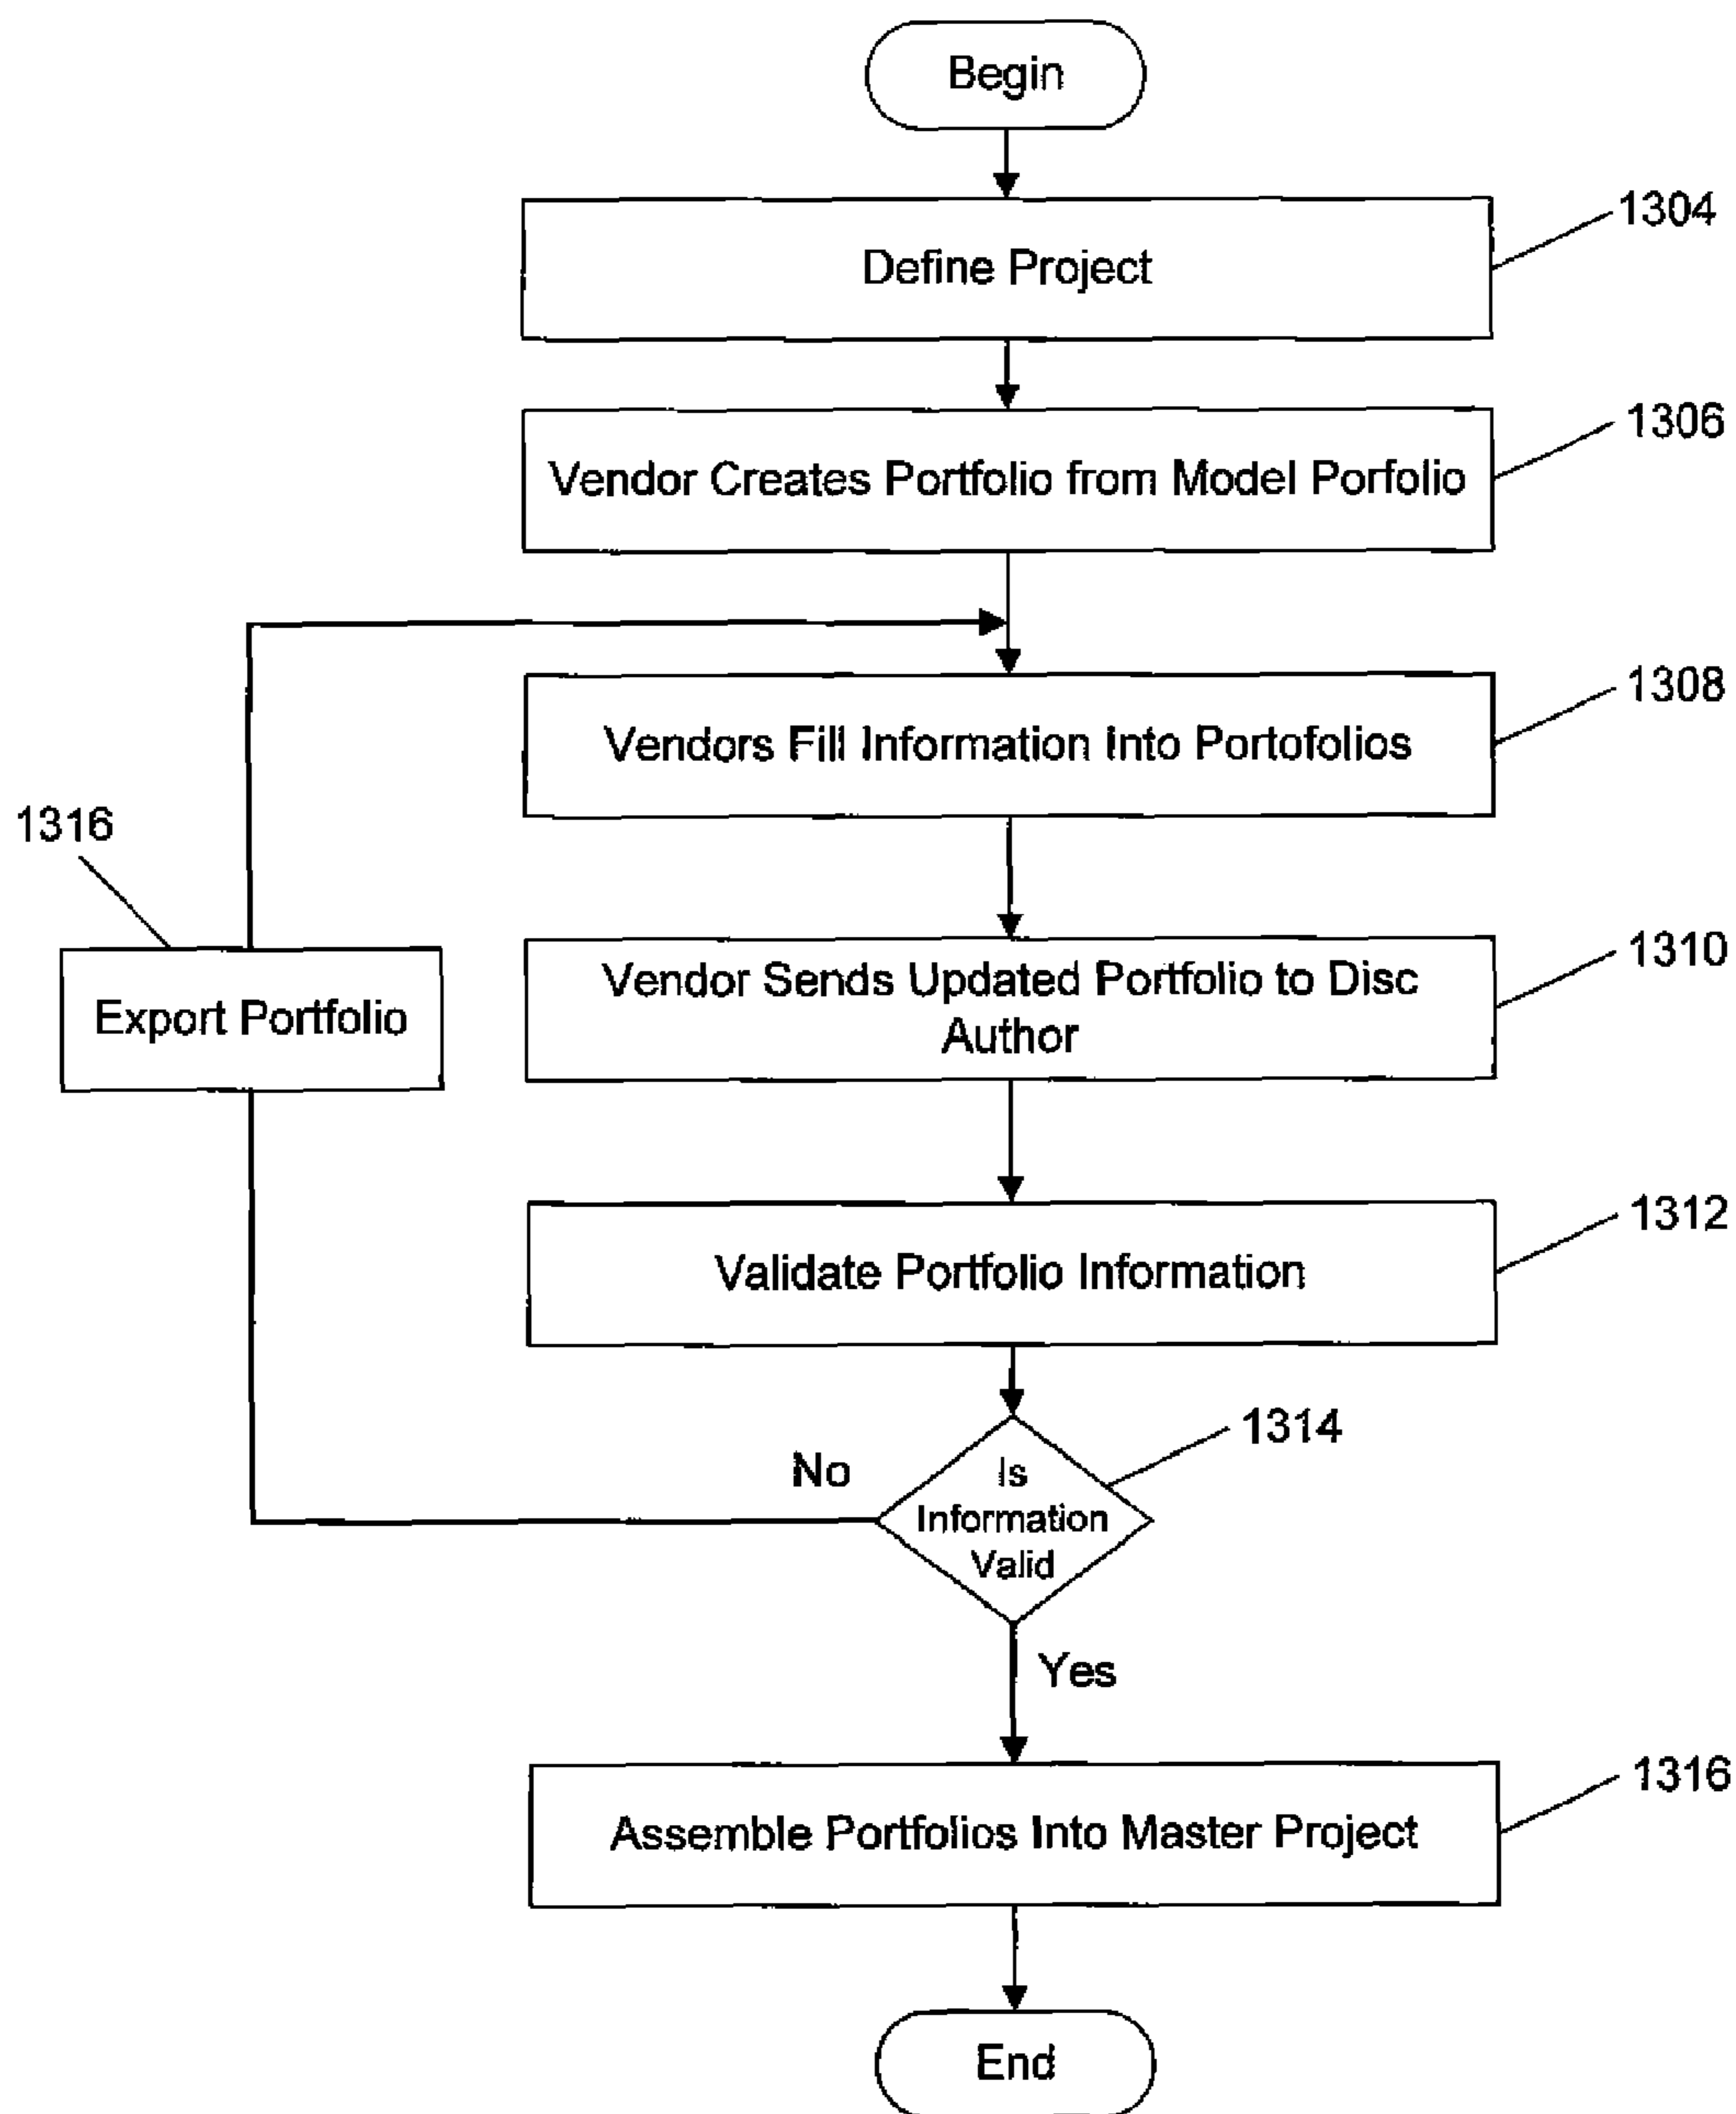 Begin
Define Project
1304
Vendor Creates Portfolio from Model Porfolio
1306
Vendors Fill Information Into Portofolios
1308
1316
Export Portfolio
Vendor Sends Updated Portfolio to Disc
Author
1310
Validate Portfolio Information
1312
1314
No
Is
Information
Valid
Yes
Assemble Portfolios Into Master Project
1316
End